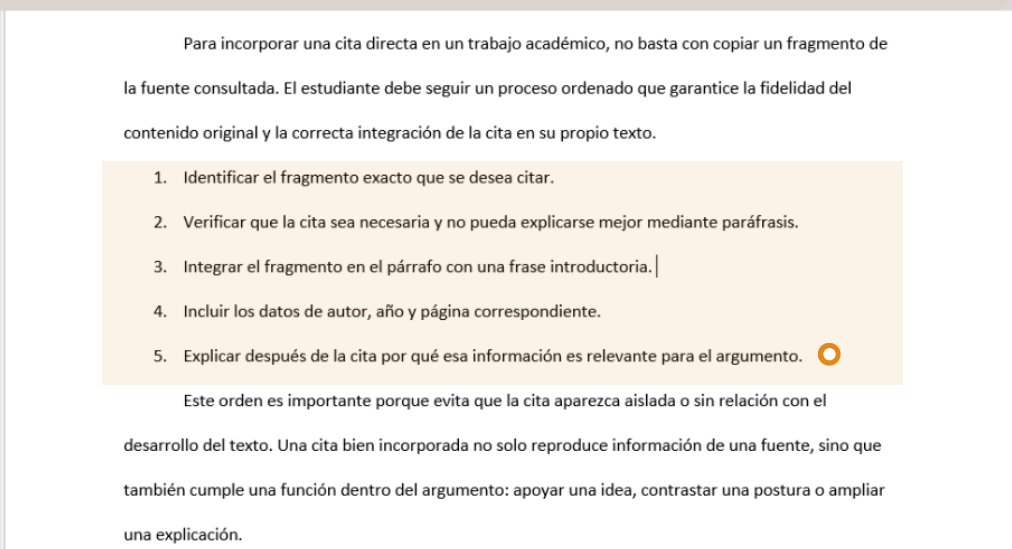 Para incorporar una cita directa en un trabajo académico, no basta con copiar un fragmento de
la fuente consultada. El estudiante debe seguir un proceso ordenado que garantice la fidelidad del
contenido original y la correcta integración de la cita en su propio texto.
1. Identificar el fragmento exacto que se desea citar.
2. Verificar que la cita sea necesaria y no pueda explicarse mejor mediante paráfrasis.
3. Integrar el fragmento en el párrafo con una frase introductoria.
4. Incluir los datos de autor, año y página correspondiente.
5. Explicar después de la cita por qué esa información es relevante para el argumento.
Este orden es importante porque evita que la cita aparezca aislada o sin relación con el
desarrollo del texto. Una cita bien incorporada no solo reproduce información de una fuente, sino que
también cumple una función dentro del argumento: apoyar una idea, contrastar una postura o ampliar
una explicación.